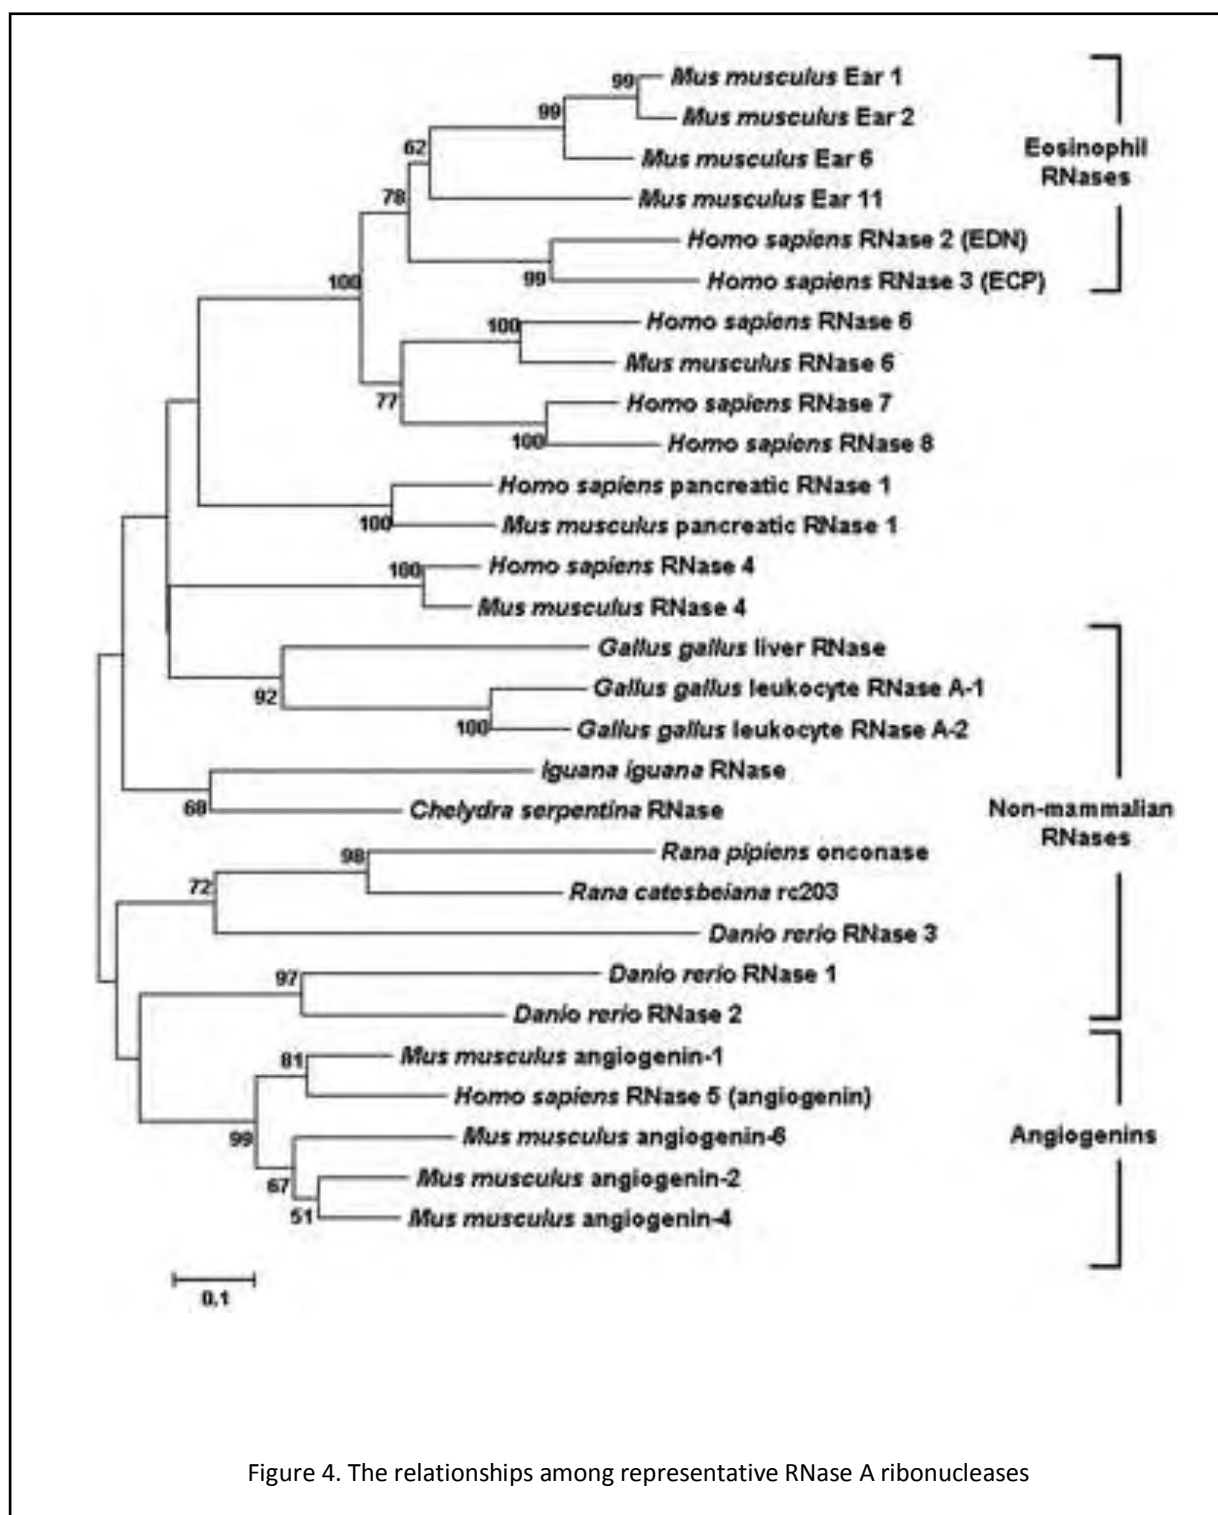 99 Mus musculus Ear 1
99 Mus musculus Ear 2
Eosinophil
RNases
62 Mus musculus Ear 6
78 Mus musculus Ear 11
Homo sapiens RNase 2 (EDN)
100 99 Homo sapiens RNase 3 (ECP)
100 Homo sapiens RNase 6
Mus musculus RNase 6
77 Homo sapiens RNase 7
100 Homo sapiens RNase 8
Homo sapiens pancreatic RNase 1
100 Mus musculus pancreatic RNase 1
100 Homo sapiens RNase 4
Mus musculus RNase 4
Gallus gallus liver RNase
92 Gallus gallus leukocyte RNase A-1
100 Gallus gallus leukocyte RNase A-2
Iguana iguana RNase
68 Chelydra serpentina RNase
Non-mammalian
RNases
98 Rana pipiens onconase
72 Rana catesbeiana rc203
Danio rerio RNase 3
97 Danio rerio RNase 1
Danio rerio RNase 2
81 Mus musculus angiogenin-1
Homo sapiens RNase 5 (angiogenin)
99 Mus musculus angiogenin-6
Angiogenins
67 Mus musculus angiogenin-2
51 Mus musculus angiogenin-4
0.1
Figure 4. The relationships among representative RNase A ribonucleases